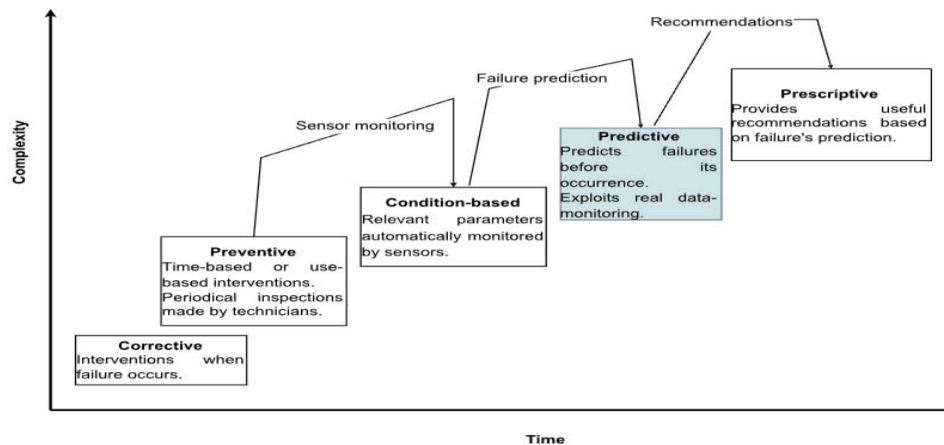 Recommendations
Failure prediction
Prescriptive
Provides useful
recommendations based
on failure's prediction.
Sensor monitoring
Predictive
Predicts failures
before its
occurrence.
Exploits real data-
monitoring.
Condition-based
Relevant parameters
automatically monitored
by sensors.
Preventive
Time-based or use-
based interventions.
Periodical inspections
made by technicians.
Corrective
Interventions when
failure occurs.
Complexity
Time